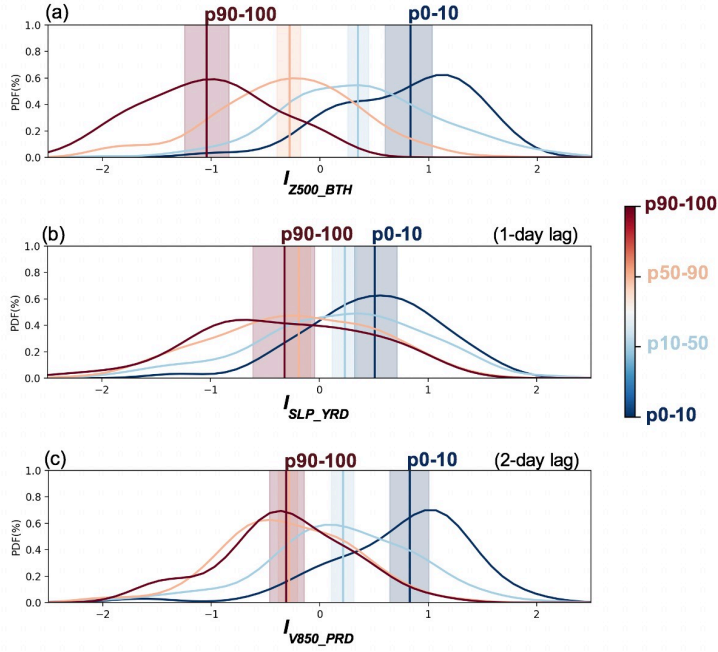 (a)
p90-100
p0-10
1.0
0.8
0.6
0.4
0.2
0.0
PDF(%)
−2
−1
0
1
2
I Z500_BTH
(b)
p90-100
p0-10
(1-day lag)
1.0
0.8
0.6
0.4
0.2
0.0
PDF(%)
−2
−1
0
1
2
I SLP_YRD
(c)
p90-100
p0-10
(2-day lag)
1.0
0.8
0.6
0.4
0.2
0.0
PDF(%)
−2
−1
0
1
2
I V850_PRD
p90-100
p50-90
p10-50
p0-10